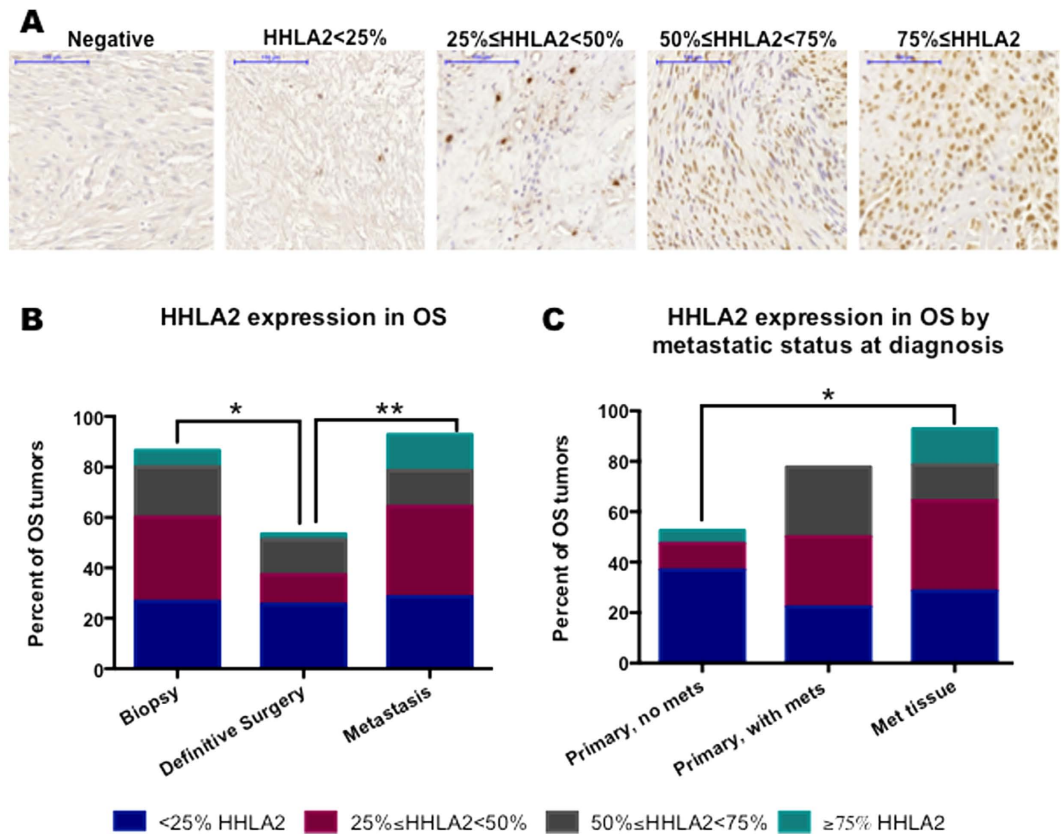 A
Negative
HHLA2<25%
25%≤HHLA2<50%
50%≤HHLA2<75%
75%≤HHLA2
B
HHLA2 expression in OS
Percent of OS tumors
100
80
60
40
20
0
*
**
Biopsy
Definitive Surgery
Metastasis
C
HHLA2 expression in OS by
metastatic status at diagnosis
Percent of OS tumors
100
80
60
40
20
0
*
Primary, no mets
Primary, with mets
Met tissue
<25% HHLA2
25%≤HHLA2<50%
50%≤HHLA2<75%
≥75% HHLA2